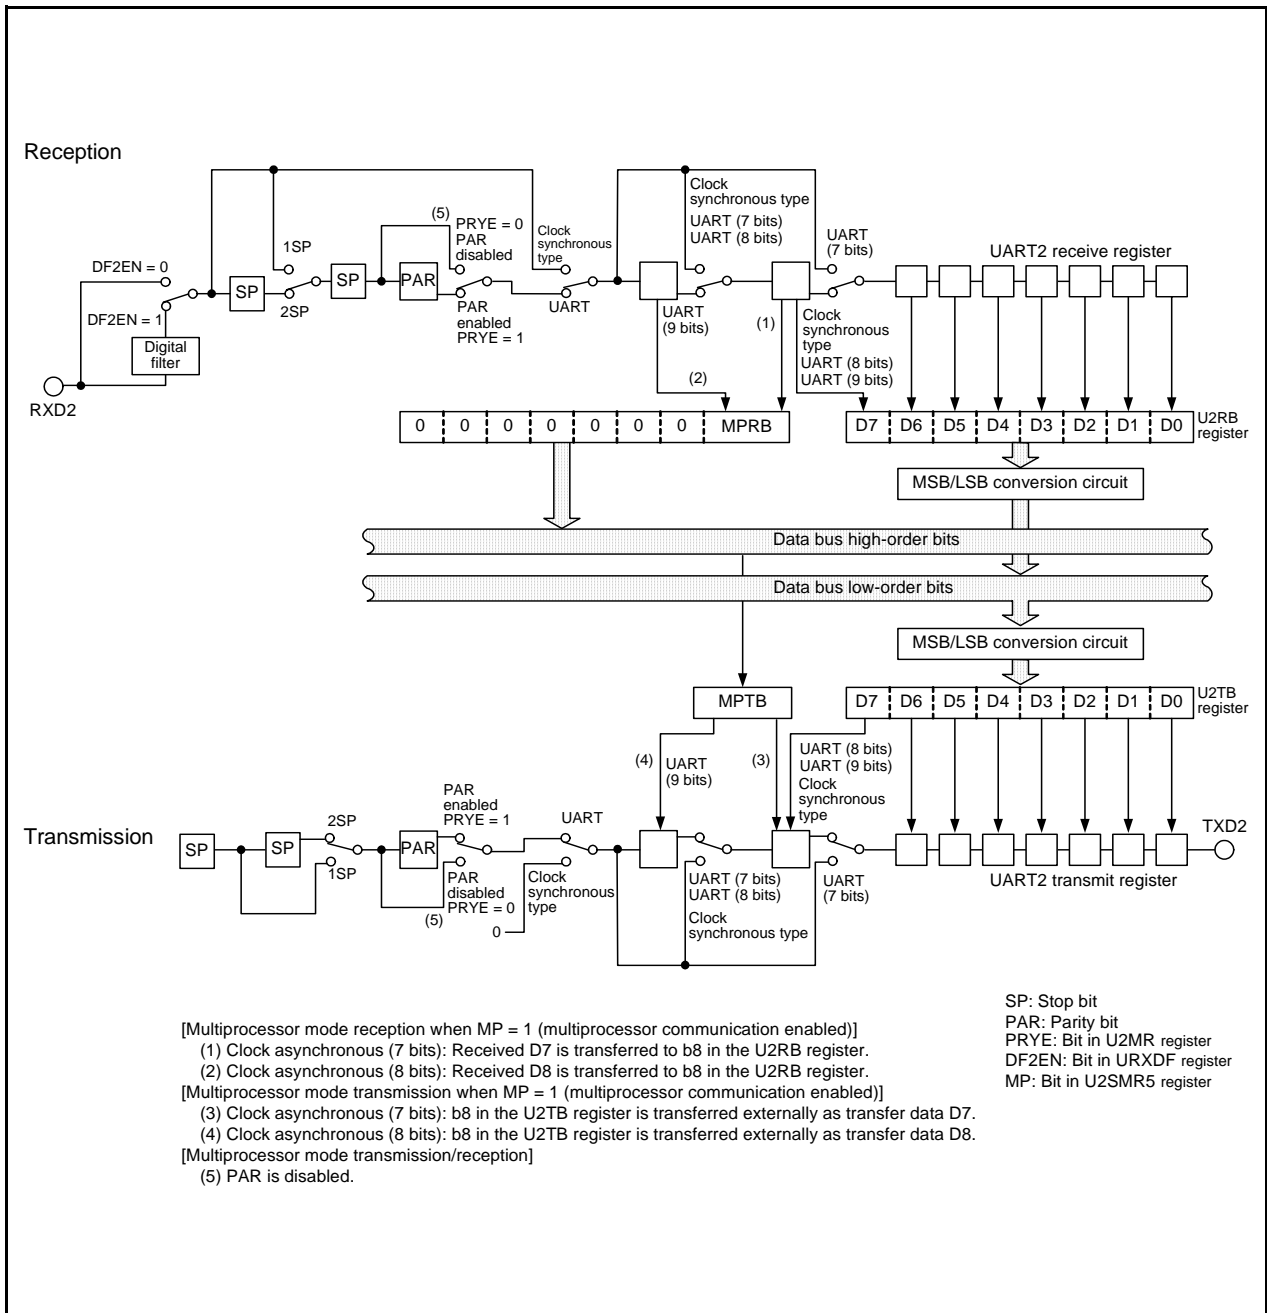 Reception
Clock
synchronous type
UART (7 bits)
UART (8 bits)
(5)
PRYE = 0
PAR
disabled
Clock
synchronous
type
UART
(7 bits)
UART2 receive register
1SP
DF2EN = 0
SP
SP
PAR
2SP
DF2EN = 1
PAR
enabled
PRYE = 1
UART
UART
(9 bits)
(1)
Clock
synchronous
type
UART (8 bits)
UART (9 bits)
Digital
filter
(2)
RXD2
0 0 0 0 0 0 0 MPRB
D7 D6 D5 D4 D3 D2 D1 D0
U2RB
register
MSB/LSB conversion circuit
Data bus high-order bits
Data bus low-order bits
MSB/LSB conversion circuit
MPTB
D7 D6 D5 D4 D3 D2 D1 D0
U2TB
register
(4)
UART
(9 bits)
(3)
UART (8 bits)
UART (9 bits)
Clock
synchronous
type
PAR
enabled
PRYE = 1
2SP
UART
Transmission
TXD2
SP
SP
PAR
1SP
PAR
disabled
PRYE = 0
(5)
Clock
synchronous
type
0
UART (7 bits)
UART (8 bits)
Clock
synchronous type
UART
(7 bits)
UART2 transmit register
SP: Stop bit
PAR: Parity bit
PRYE: Bit in U2MR register
DF2EN: Bit in URXDF register
MP: Bit in U2SMR5 register
[Multiprocessor mode reception when MP = 1 (multiprocessor communication enabled)]
(1) Clock asynchronous (7 bits): Received D7 is transferred to b8 in the U2RB register.
(2) Clock asynchronous (8 bits): Received D8 is transferred to b8 in the U2RB register.
[Multiprocessor mode transmission when MP = 1 (multiprocessor communication enabled)]
(3) Clock asynchronous (7 bits): b8 in the U2TB register is transferred externally as transfer data D7.
(4) Clock asynchronous (8 bits): b8 in the U2TB register is transferred externally as transfer data D8.
[Multiprocessor mode transmission/reception]
(5) PAR is disabled.